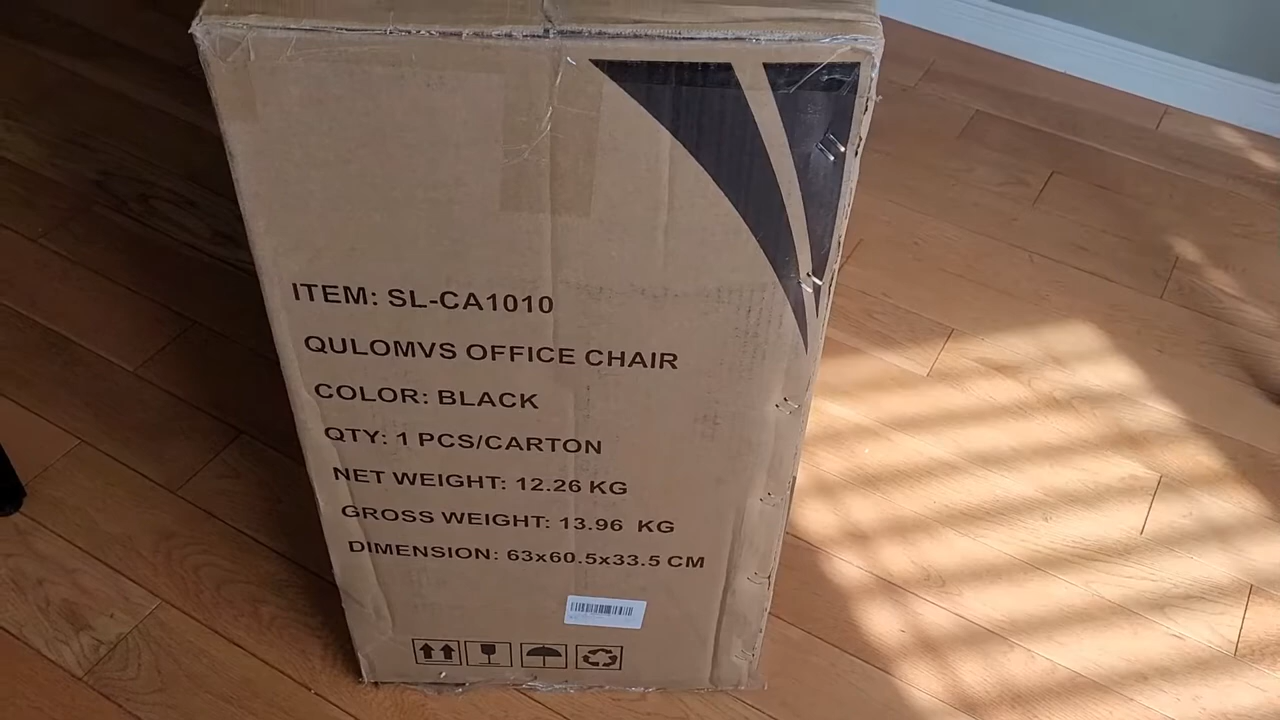 ITEM: SL-CA1010
QULOMVS OFFICE CHAIR
COLOR: BLACK
QTY: 1 PCS/CARTON
NET WEIGHT: 12.26 KG
GROSS WEIGHT: 13.96 KG
DIMENSION: 63x60.5x33.5 CM